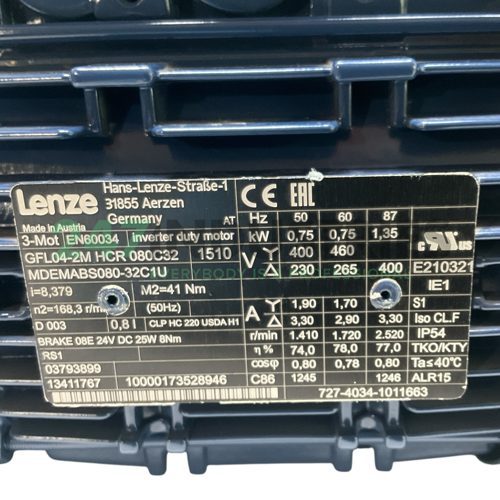 Lenze
Hans-Lenze-Straße-1
31855 Aerzen
Germany
Made in Austria
AT
3-Mot EN60034 inverter duty motor
GFL04-2M HCR 080C32 1510
MDEMABS080-32C1U
i=8,379 M2=41 Nm
n2=168,3 r/m (50Hz)
D 003 0,8 l CLP HC 220 USDA H1
BRAKE 08E 24V DC 25W 8Nm
RS1
03793899
13411767 10000173528946
CE EAC
Hz 50 60 87
kW 0,75 0,75 1,35
V Y 400 460
Δ 230 265 400
A Y 1,90 1,70
Δ 3,30 2,90 3,30
r/min 1.410 1.720 2.520
η % 74,0 78,0 77,0
cosφ 0,80 0,78 0,80
C86 1245 1246
c RU us
E210321
IE1
S1
Iso CLF
IP54
TKO/KTY
Ta≤40°C
ALR15
727-4034-1011663